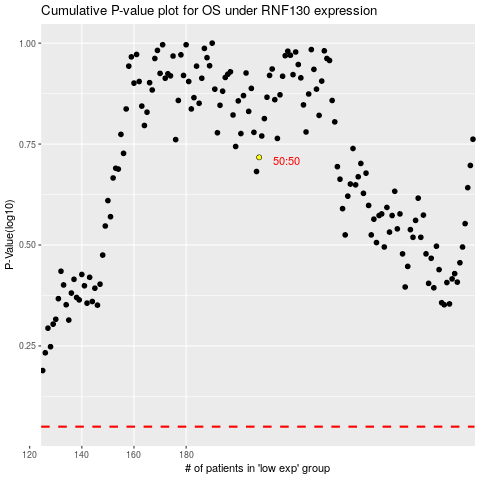 Cumulative P-value plot for OS under RNF130 expression
P-Value(log10)
1.00
0.75
0.50
0.25
50:50
120 140 160 180
# of patients in 'low exp' group